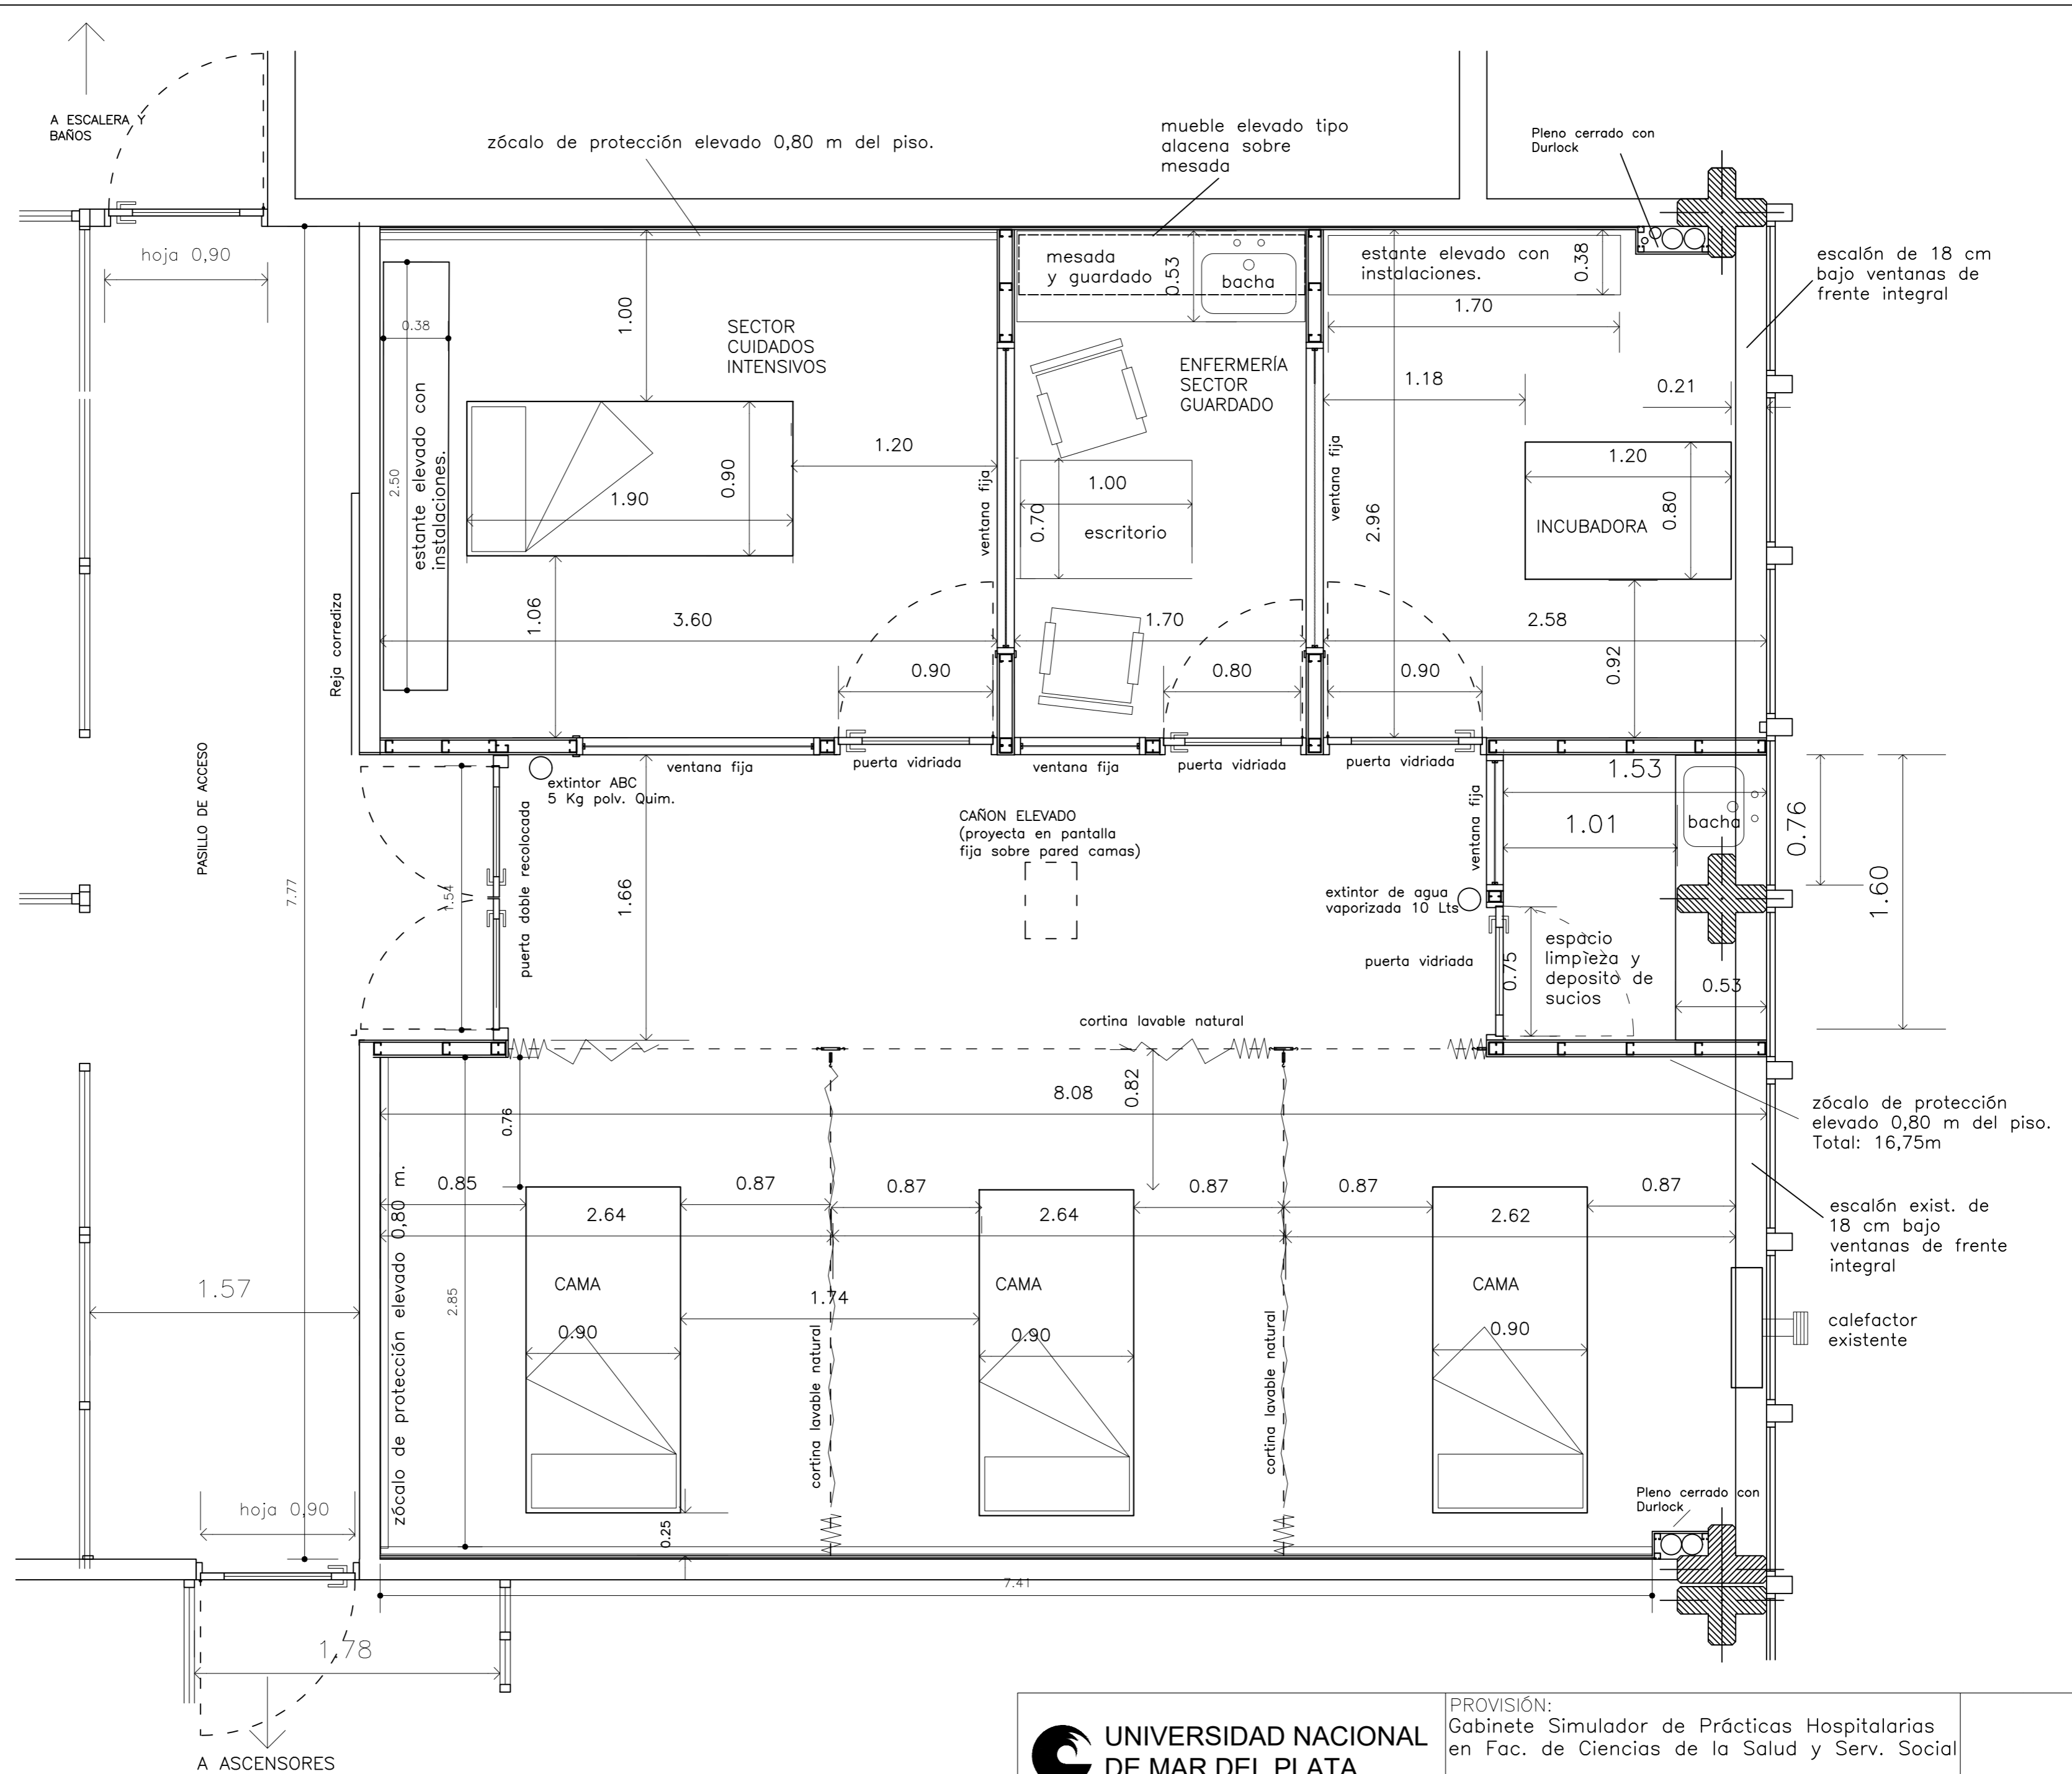 A ESCALERA Y
BAÑOS
zócalo de protección elevado 0,80 m del piso.
mueble elevado tipo
alacena sobre
mesada
Pleno cerrado con
Durlock
hoja 0,90
escalón de 18 cm
bajo ventanas de
frente integral
mesada
y guardado
0.53
bacha
estante elevado con
instalaciones.
0.38
1.70
1.00
0.38
SECTOR
CUIDADOS
INTENSIVOS
ENFERMERÍA
SECTOR
GUARDADO
1.18
0.21
estante elevado con
instalaciones.
2.50
1.20
0.90
1.90
ventana fija
1.00
0.70
escritorio
ventana fija
2.96
1.20
0.80
INCUBADORA
Reja corrediza
1.06
3.60
1.70
2.58
0.90
0.80
0.90
0.92
PASILLO DE ACCESO
7.77
ventana fija
puerta vidriada
ventana fija
puerta vidriada
puerta vidriada
extintor ABC
5 Kg polv. Quim.
1.54
puerta doble recolocada
1.66
CAÑON ELEVADO
(proyecta en pantalla
fija sobre pared camas)
ventana fija
1.53
1.01
bacha
0.76
1.60
extintor de agua
vaporizada 10 Lts
puerta vidriada
0.75
espacio
limpieza y
deposito de
sucios
0.53
cortina lavable natural
8.08
0.82
0.76
zócalo de protección
elevado 0,80 m del piso.
Total: 16,75m
0.85
0.87
0.87
0.87
0.87
0.87
2.64
2.64
2.62
escalón exist. de
18 cm bajo
ventanas de frente
integral
zócalo de protección elevado 0,80 m.
2.85
1.57
CAMA
CAMA
CAMA
1.74
0.90
0.90
0.90
cortina lavable natural
cortina lavable natural
calefactor
existente
hoja 0,90
0.25
Pleno cerrado con
Durlock
7.41
1.78
A ASCENSORES
UNIVERSIDAD NACIONAL
DE MAR DEL PLATA
PROVISIÓN:
Gabinete Simulador de Prácticas Hospitalarias
en Fac. de Ciencias de la Salud y Serv. Social